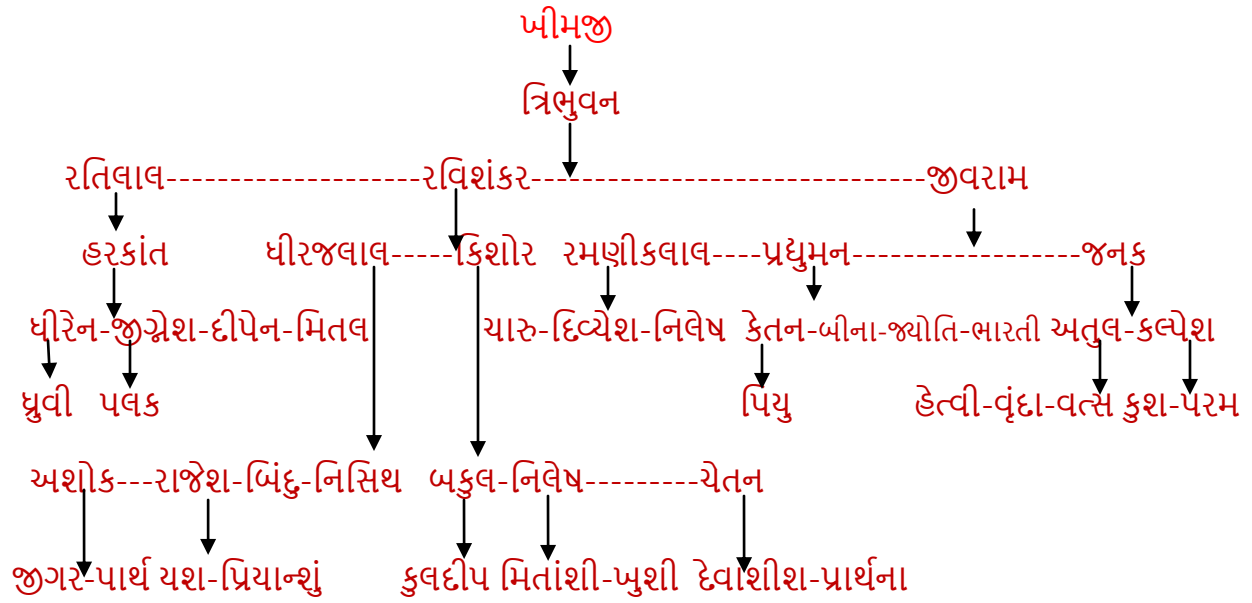 ખીમજી
ત્રિભુવન
રતિલાલ--------------------રવિશંકર-------------------------------જીવરામ
હરકાંત ધીરજલાલ-----કિશોર રમણીકલાલ----પ્રદ્યુમન------------------જનક
ધીરેન-જીગ્નેશ-દીપેન-મિતલ ચારુ-દિવ્યેશ-નિલેષ કેતન-બીના-જ્યોતિ-ભારતી અતુલ-કલ્પેશ
ધ્રુવી પલક પિયુ હેત્વી-વૃંદા-વત્સ કુશ-પરમ
અશોક---રાજેશ-બિંદુ-નિસિથ બકુલ-નિલેષ---------ચેતન
જીગર-પાર્થ યશ-પ્રિયાન્શું કુલદીપ મિતાંશી-ખુશી દેવાશીશ-પ્રાર્થના